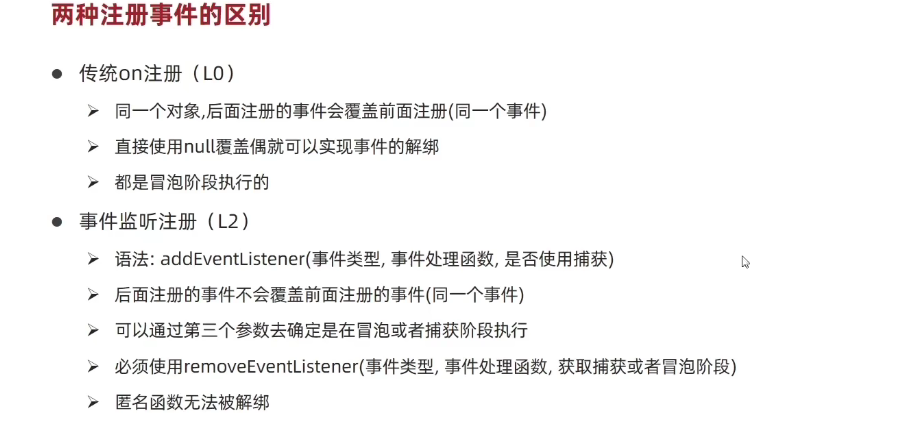 两种注册事件的区别
传统on注册（L0）
同一个对象,后面注册的事件会覆盖前面注册(同一个事件)
直接使用null覆盖偶就可以实现事件的解绑
都是冒泡阶段执行的
事件监听注册（L2）
语法: addEventListener(事件类型, 事件处理函数, 是否使用捕获)
后面注册的事件不会覆盖前面注册的事件(同一个事件)
可以通过第三个参数去确定是在冒泡或者捕获阶段执行
必须使用removeEventListener(事件类型, 事件处理函数, 获取捕获或者冒泡阶段)
匿名函数无法被解绑